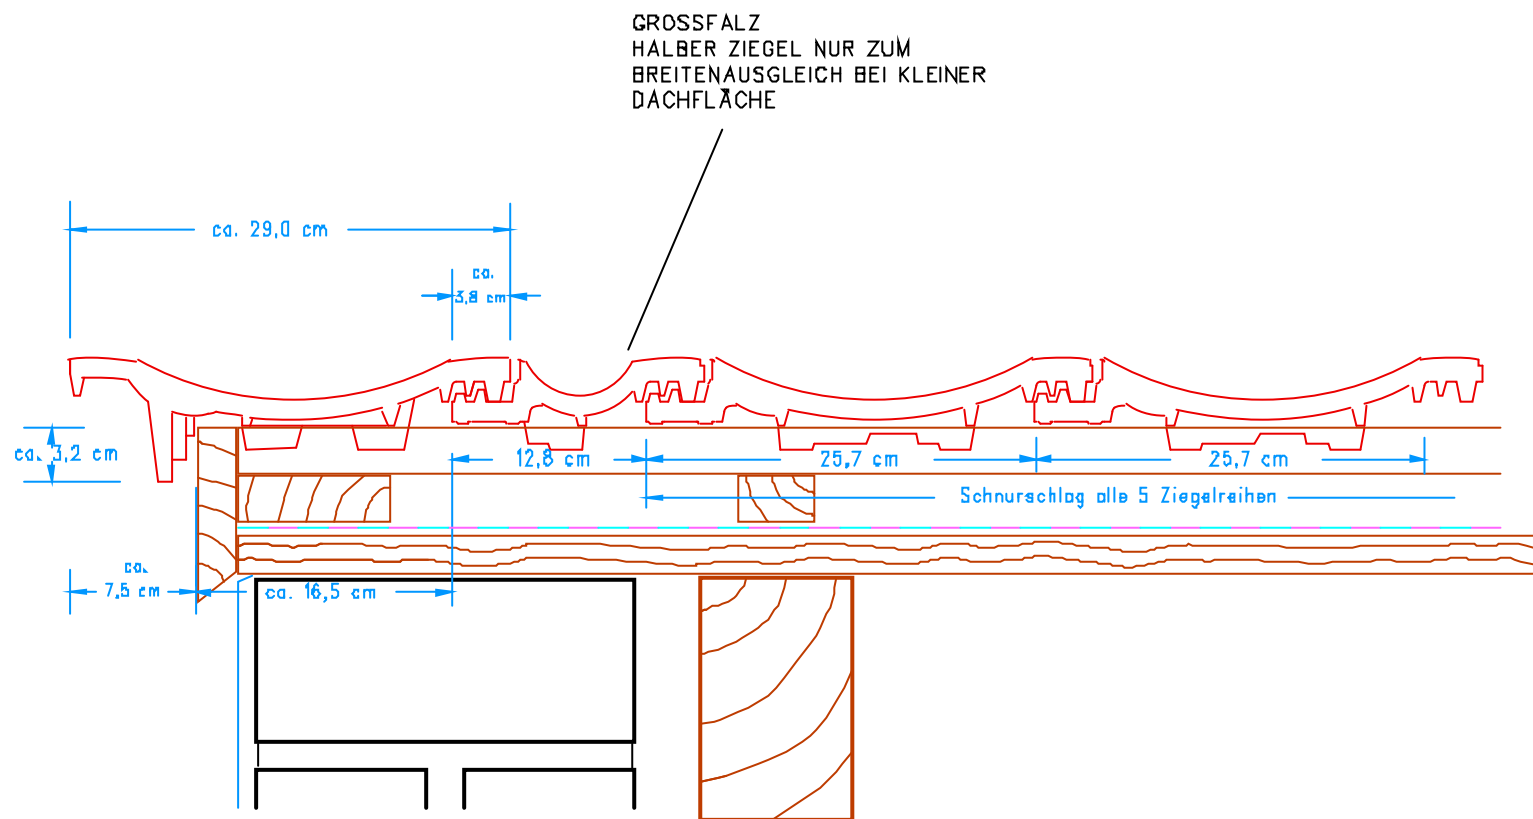 GROSSFALZ
HALBER ZIEGEL NUR ZUM
BREITENAUSGLEICH BEI KLEINER
DACHFLÄCHE
ca. 29,0 cm
ca.
3,8 cm
ca. 3,2 cm
12,8 cm
25,7 cm
25,7 cm
Schnurschlag alle 5 Ziegelreihen
ca.
7,5 cm
ca. 16,5 cm